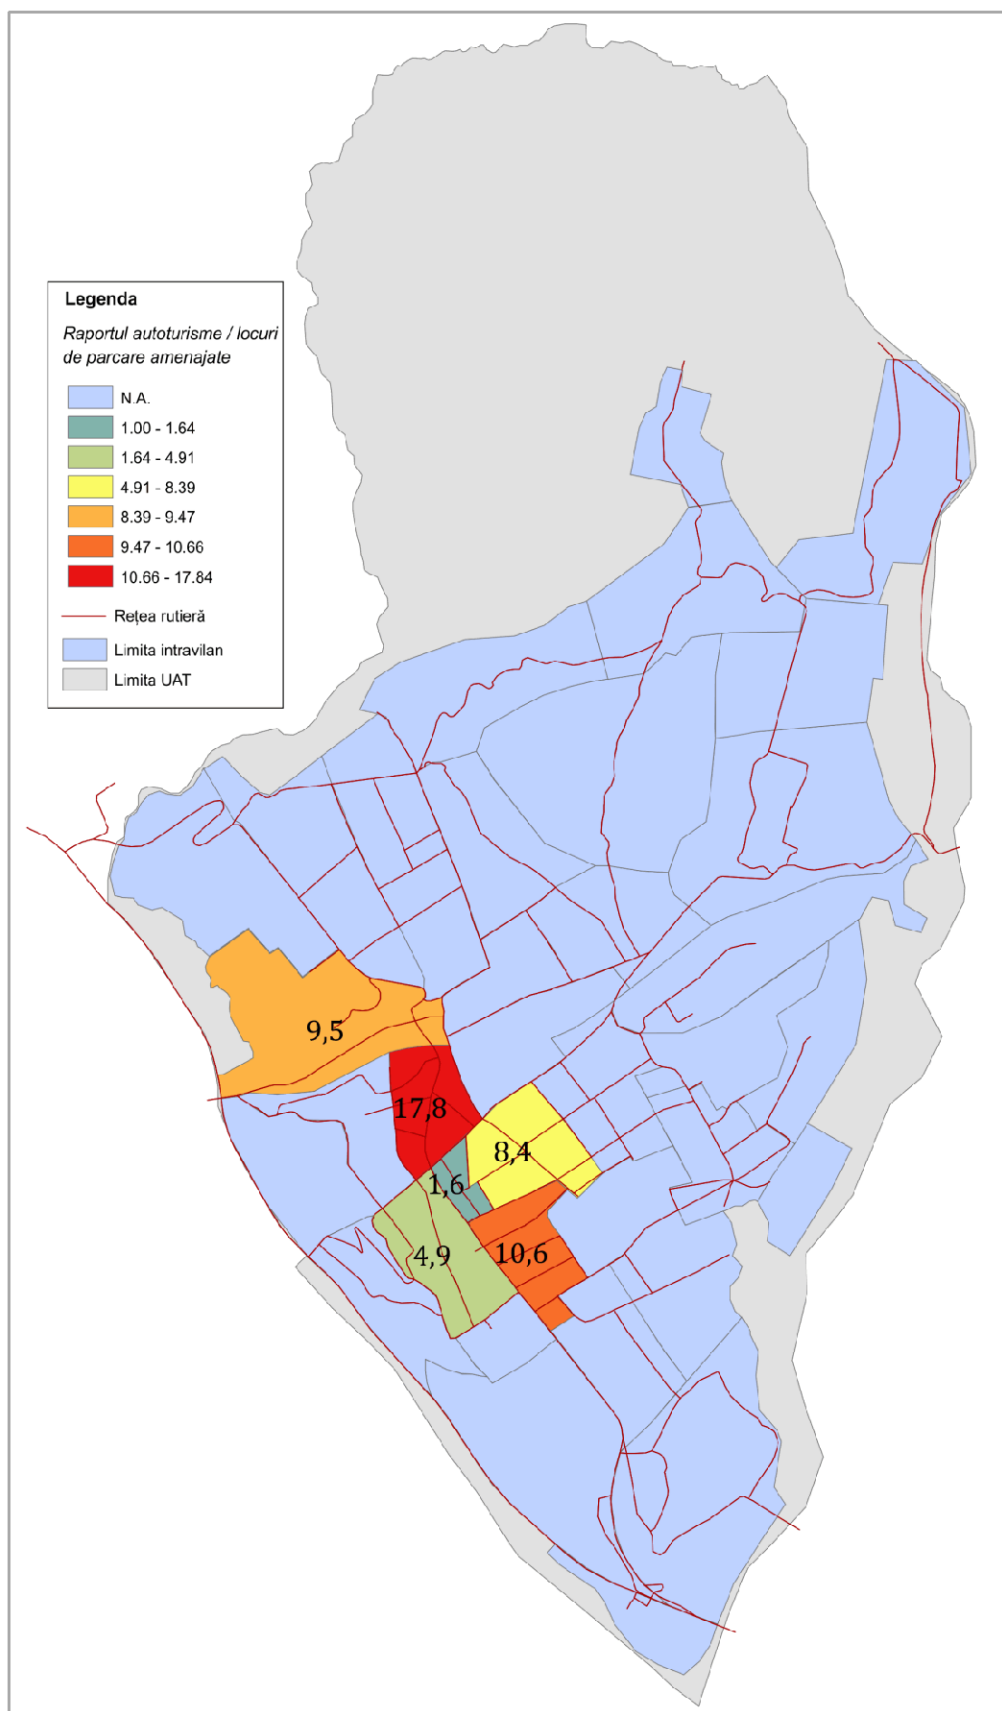 Legenda
Raportul autoturisme / locuri
de parcare amenajate
N.A.
1.00 - 1.64
1.64 - 4.91
4.91 - 8.39
8.39 - 9.47
9.47 - 10.66
10.66 - 17.84
Rețea rutieră
Limita intravilan
Limita UAT
9,5
17,8
8,4
1,6
4,9
10,6